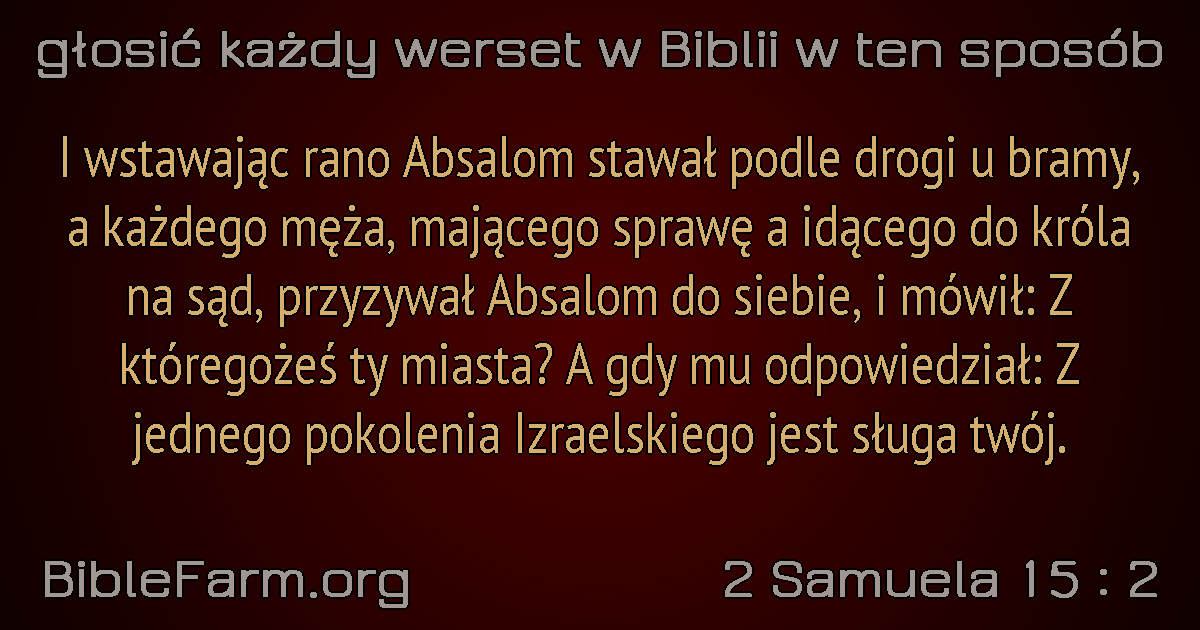 głosić każdy werset w Biblii w ten sposób
I wstawając rano Absalom stawał podle drogi u bramy,
a każdego męża, mającego sprawę a idącego do króla
na sąd, przyzywał Absalom do siebie, i mówił: Z
któregożeś ty miasta? A gdy mu odpowiedział: Z
jednego pokolenia Izraelskiego jest sługa twój.
BibleFarm.org
2 Samuela 15 : 2